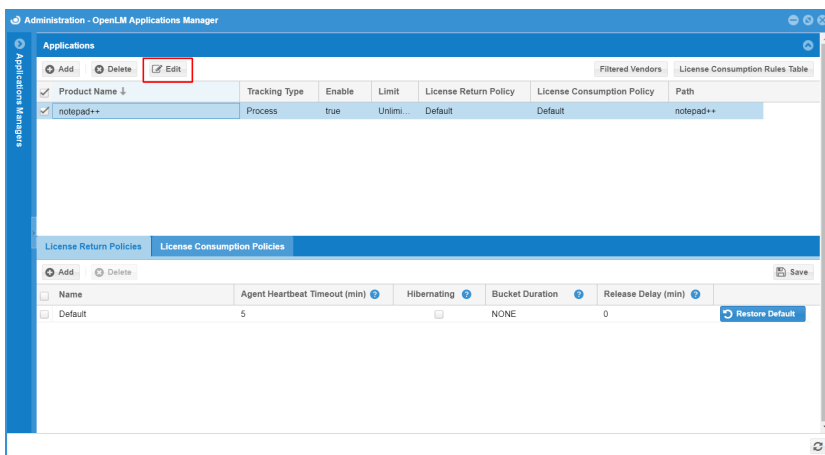 Administration - OpenLM Applications Manager
Applications Managers
Applications
Add Delete Edit Filtered Vendors License Consumption Rules Table
Product Name Tracking Type Enable Limit License Return Policy License Consumption Policy Path
notepad++ Process true Unlimi... Default Default notepad++
License Return Policies License Consumption Policies
Add Delete Save
Name Agent Heartbeat Timeout (min) ? Hibernating ? Bucket Duration ? Release Delay (min) ?
Default 5 NONE 0 Restore Default